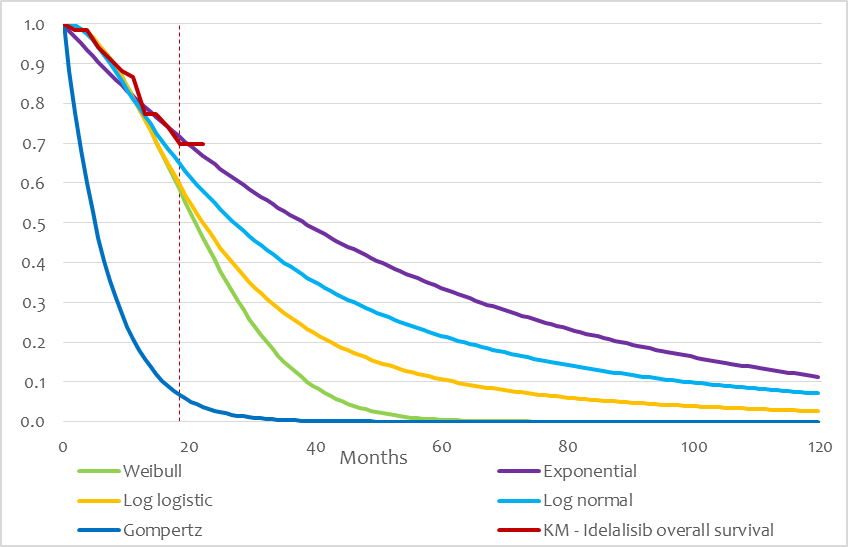 1.0
0.9
0.8
0.7
0.6
0.5
0.4
0.3
0.2
0.1
0.0
0 20 40 60 80 100 120
Months
Weibull Exponential
Log logistic Log normal
Gompertz KM - Idelalisib overall survival